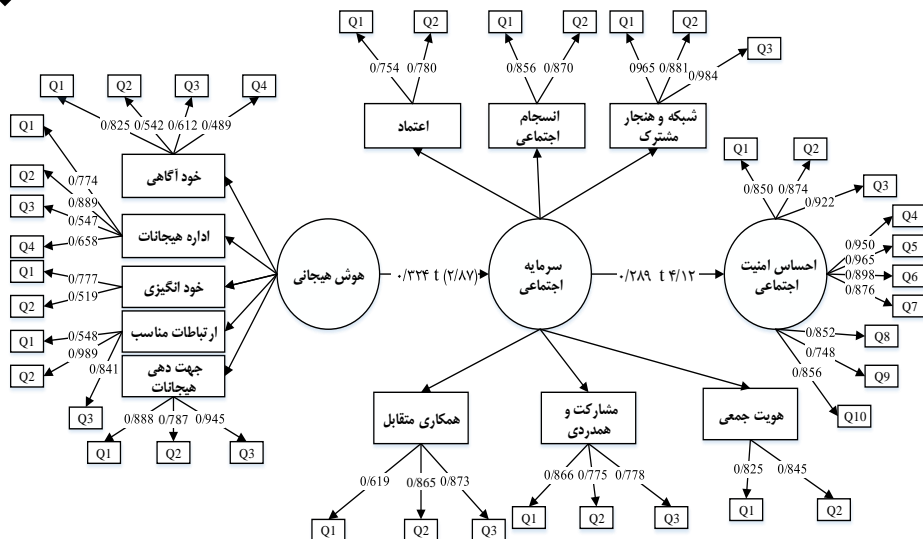 Q1 Q2 Q1 Q2 Q1 Q2 Q3
0/754 0/780 0/856 0/870 0965 0/881 0/984
Q1 Q2 Q3 Q4
0/825 0/542 0/612 0/489
اعتماد
انسجام
اجتماعی
شبکه و هنجار
مشترک
خود آگاهی
Q1 0/774
Q2 0/889
Q3 0/547
Q4 0/658
اداره هیجانات
Q1 0/777
Q2 0/519
خود انگیزی
Q1 0/548
Q2 0/989
Q3 0/841
ارتباطات مناسب
جهت دهی
هیجانات
0/888 0/787 0/945
Q1 Q2 Q3
هوش هیجانی
۰/۳۲۴ t (۲/۸۷)
سرمایه
اجتماعی
۰/۲۸۹ t ۴/۱۲
احساس امنیت
اجتماعی
Q1 Q2 Q3
0/850 0/874 0/922
0/950 Q4
0/965 Q5
0/898 Q6
0/876 Q7
0/852 Q8
0/748 Q9
0/856 Q10
همکاری متقابل
0/619 0/865 0/873
Q1 Q2 Q3
مشارکت و
همدردی
0/866 0/775 0/778
Q1 Q2 Q3
هویت جمعی
0/825 0/845
Q1 Q2